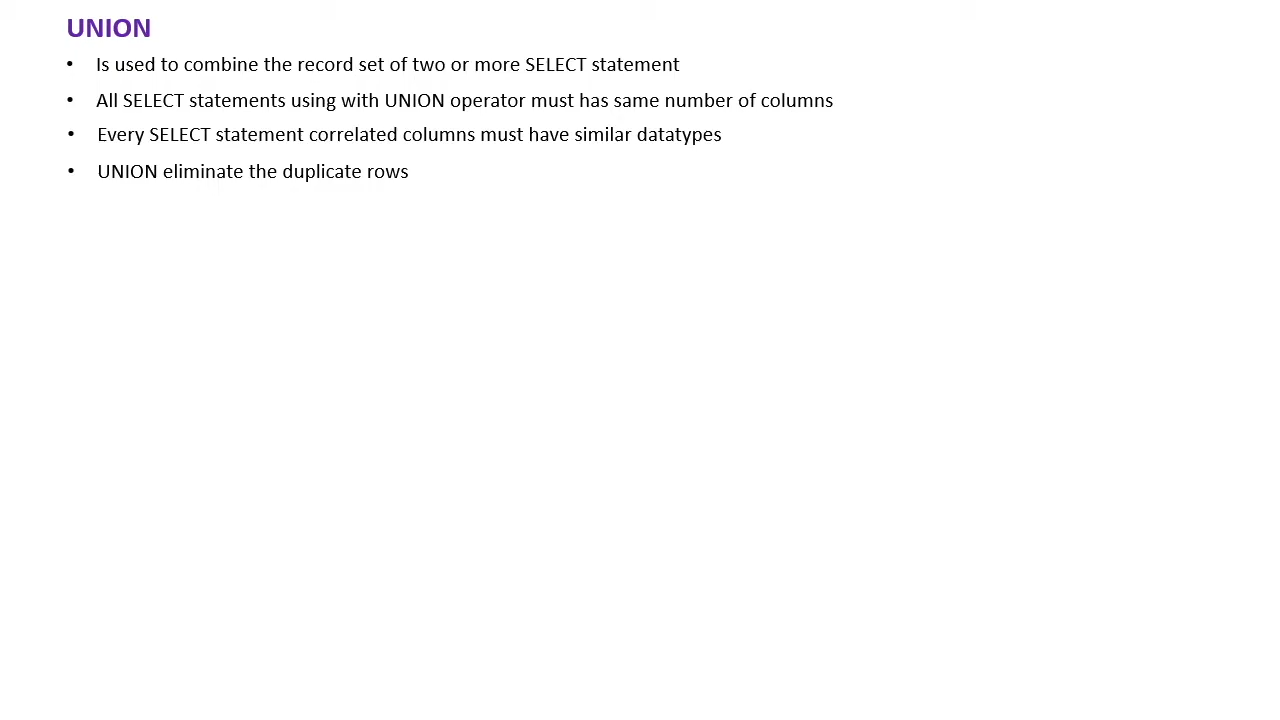 UNION
• Is used to combine the record set of two or more SELECT statement
• All SELECT statements using with UNION operator must has same number of columns
• Every SELECT statement correlated columns must have similar datatypes
• UNION eliminate the duplicate rows